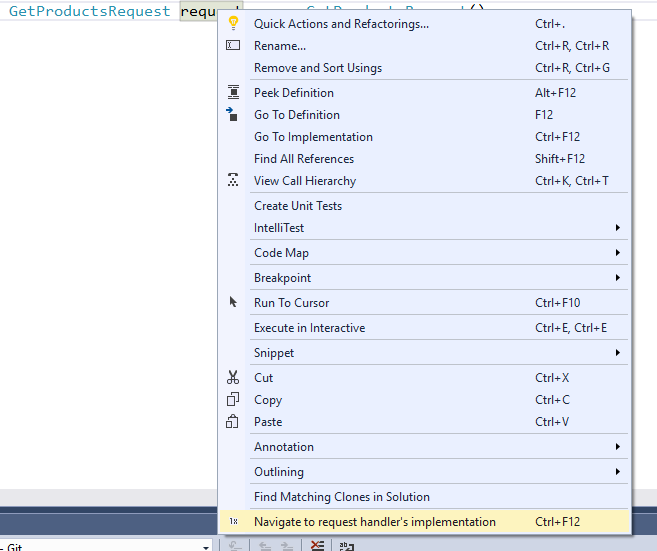 GetProductsRequest request
Quick Actions and Refactorings... Ctrl+.
Rename... Ctrl+R, Ctrl+R
Remove and Sort Usings Ctrl+R, Ctrl+G
Peek Definition Alt+F12
Go To Definition F12
Go To Implementation Ctrl+F12
Find All References Shift+F12
View Call Hierarchy Ctrl+K, Ctrl+T
Create Unit Tests
IntelliTest
Code Map
Breakpoint
Run To Cursor Ctrl+F10
Execute in Interactive Ctrl+E, Ctrl+E
Snippet
Cut Ctrl+X
Copy Ctrl+C
Paste Ctrl+V
Annotation
Outlining
Find Matching Clones in Solution
1x Navigate to request handler's implementation Ctrl+F12
- Git